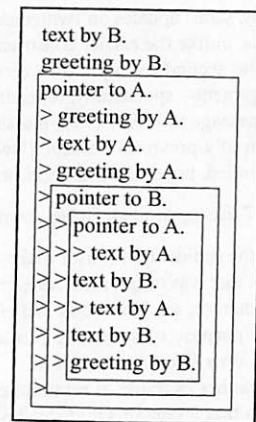 text by B.
greeting by B.
pointer to A.
> greeting by A.
> text by A.
> greeting by A.
> pointer to B.
> > pointer to A.
> > > text by A.
> > text by B.
> > > text by A.
> > text by B.
> > greeting by B.
>